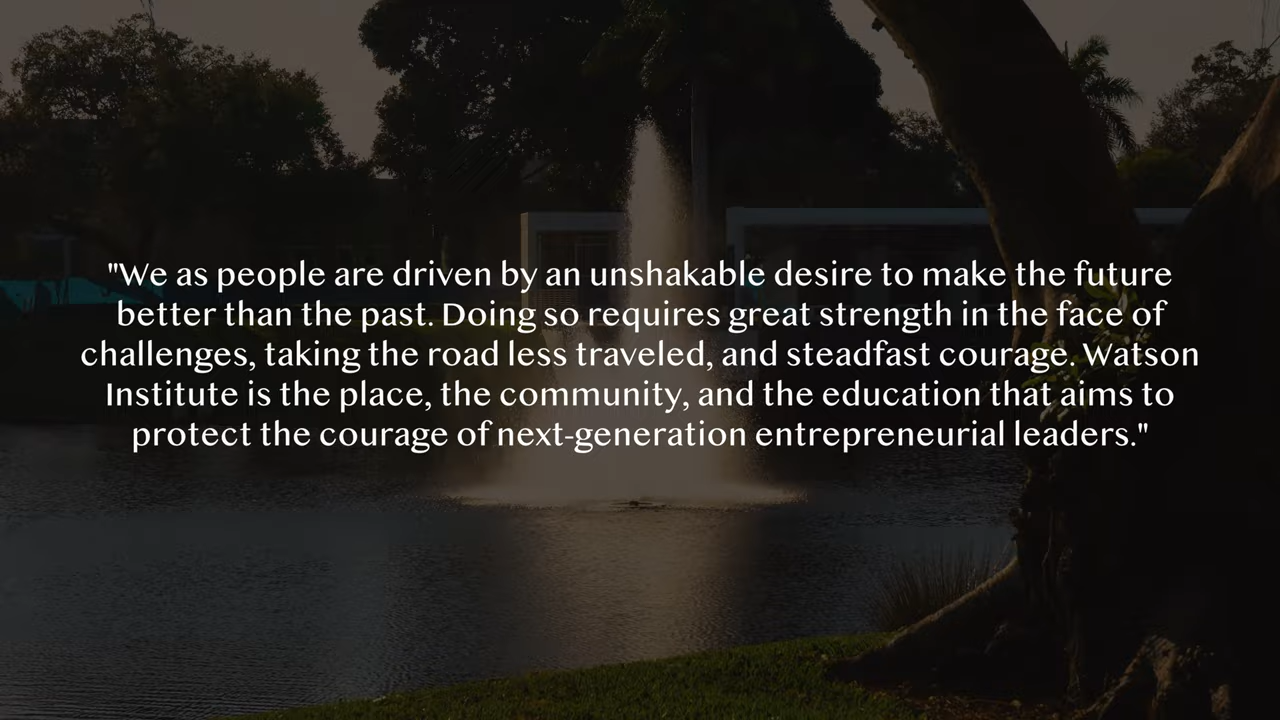 "We as people are driven by an unshakable desire to make the future
better than the past. Doing so requires great strength in the face of
challenges, taking the road less traveled, and steadfast courage. Watson
Institute is the place, the community, and the education that aims to
protect the courage of next-generation entrepreneurial leaders."